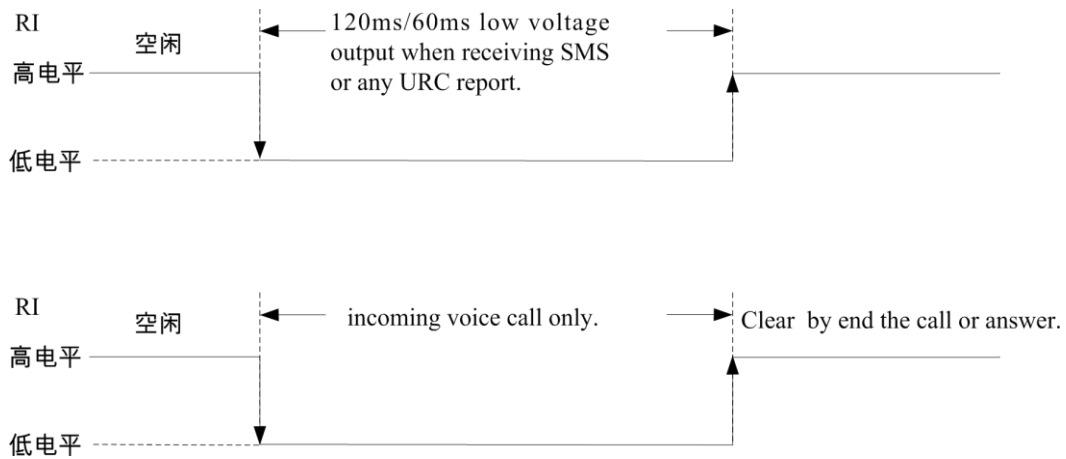 RI
空闲
120ms/60ms low voltage
output when receiving SMS
or any URC report.
高电平
低电平
RI
空闲
incoming voice call only.
Clear by end the call or answer.
高电平
低电平